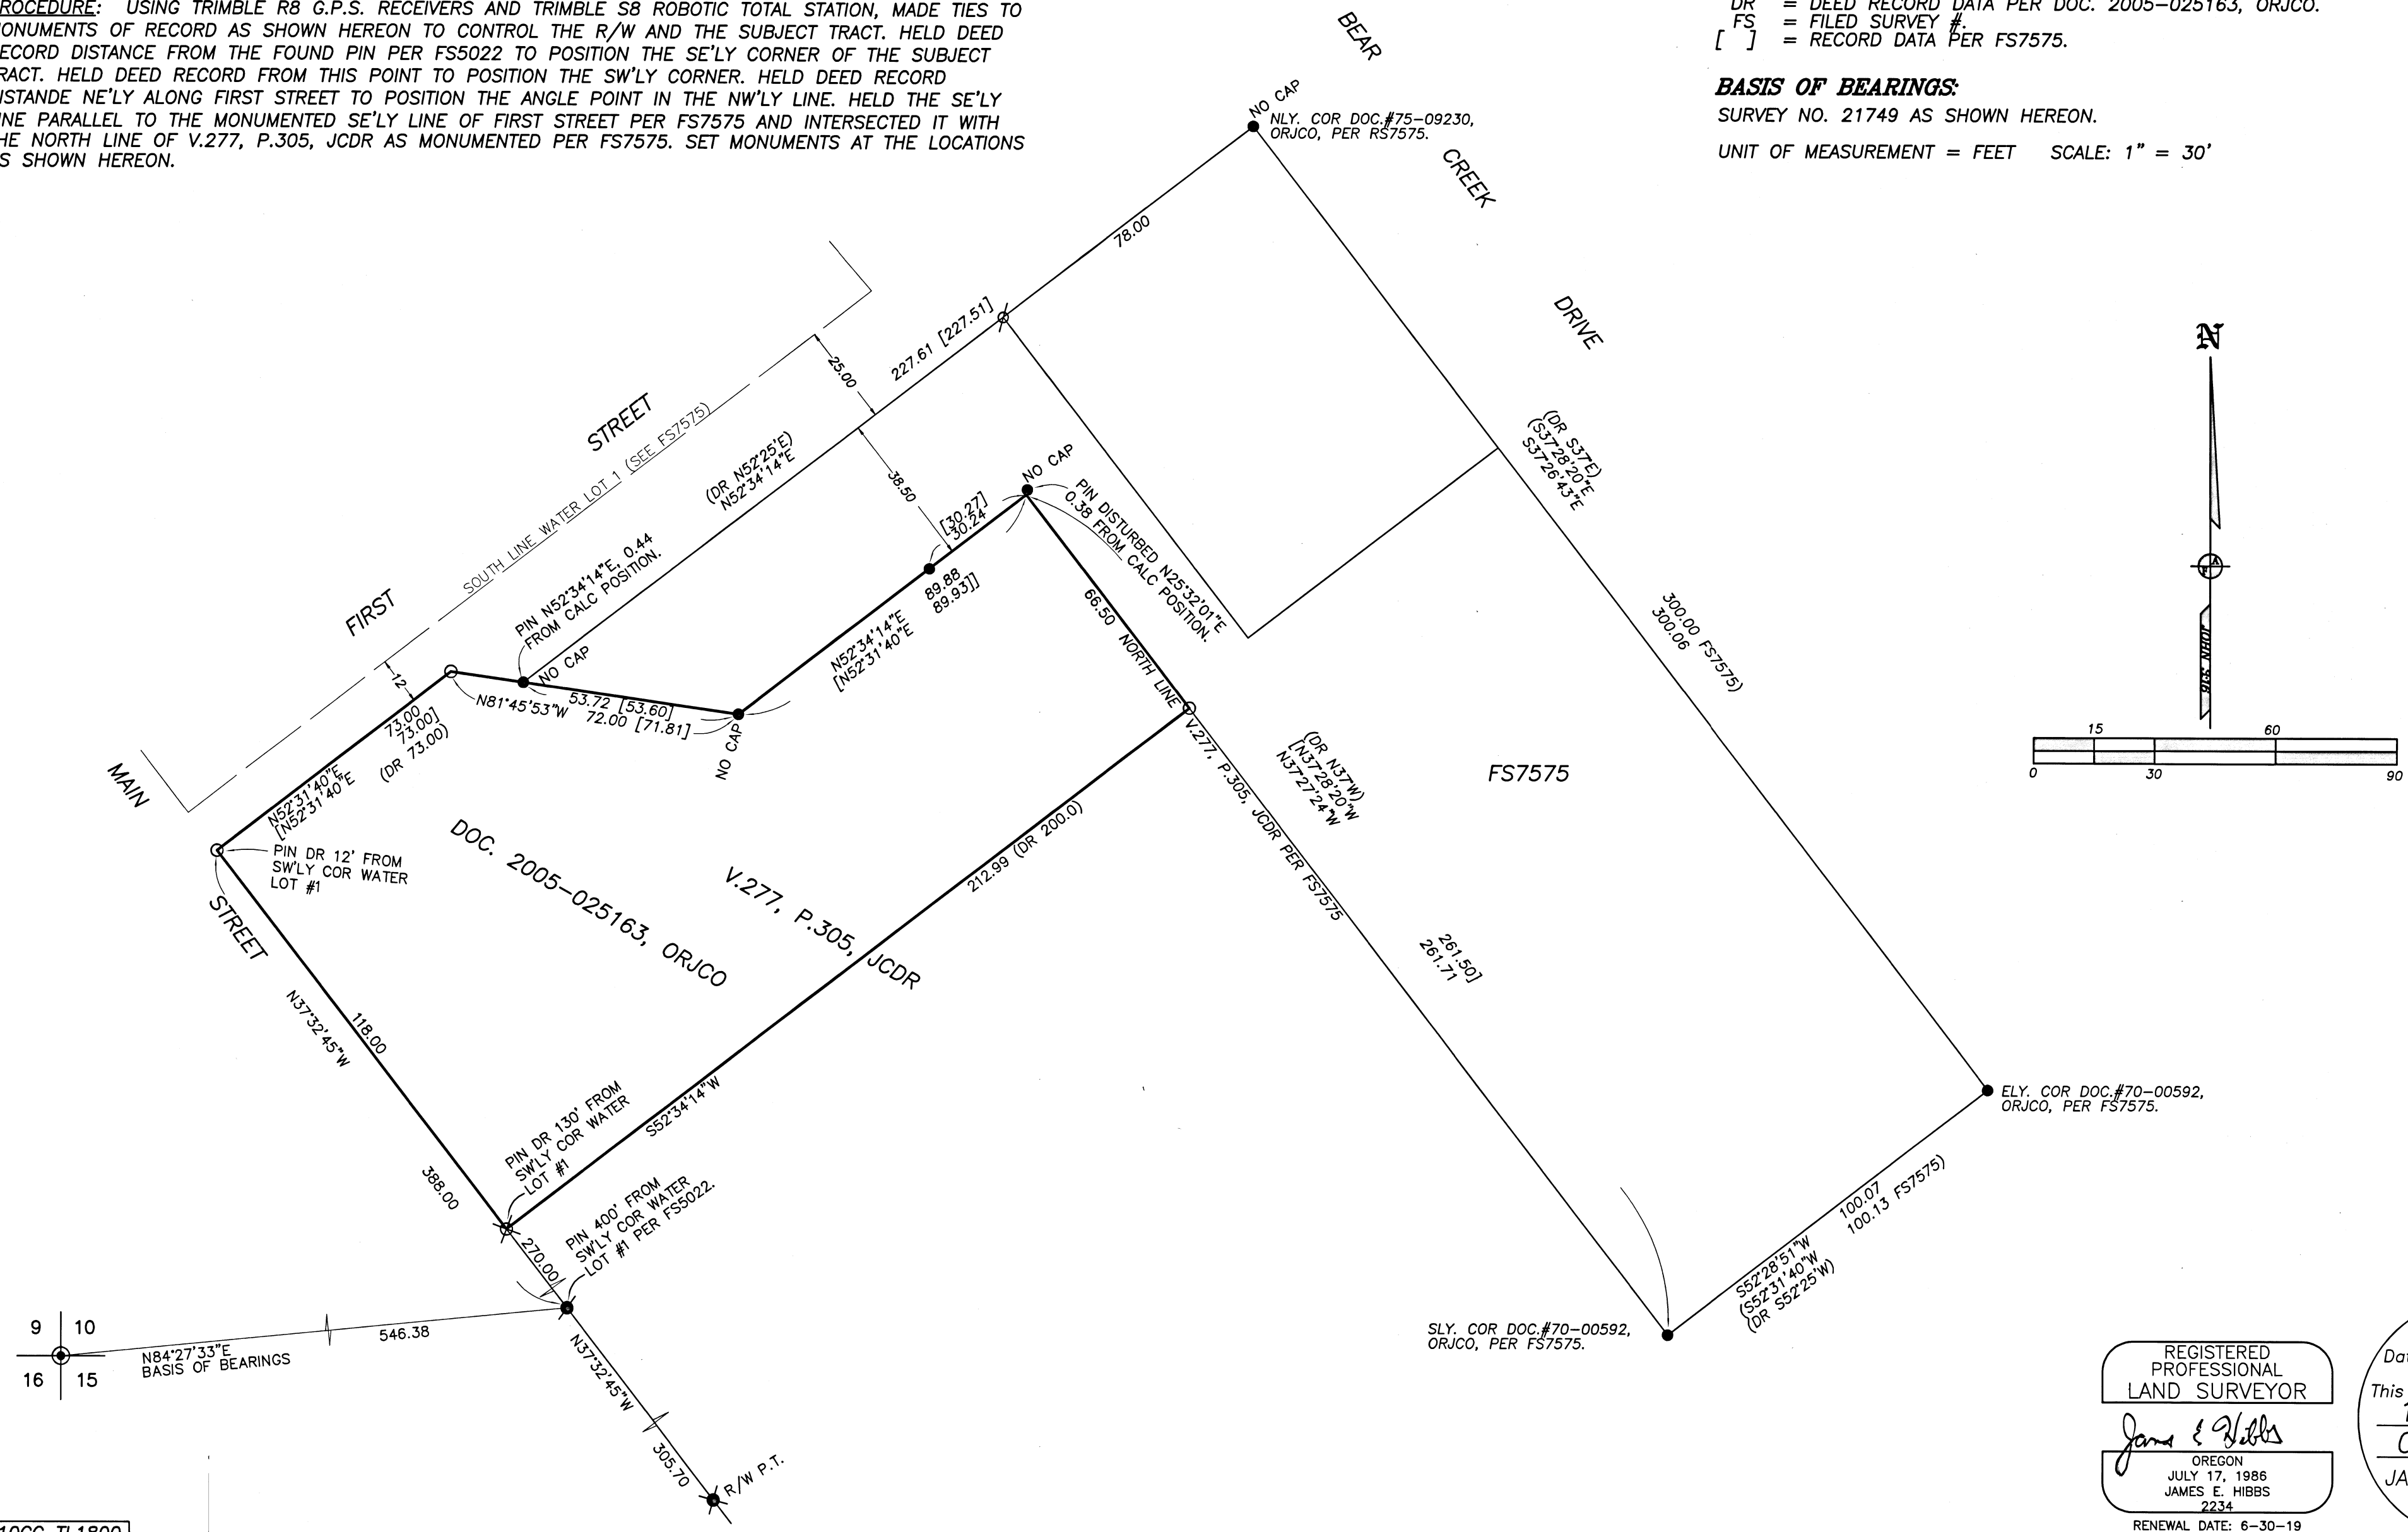 ROCEDURE: USING TRIMBLE R8 G.P.S. RECEIVERS AND TRIMBLE S8 ROBOTIC TOTAL STATION, MADE TIES TO
ONUMENTS OF RECORD AS SHOWN HEREON TO CONTROL THE R/W AND THE SUBJECT TRACT. HELD DEED
ECORD DISTANCE FROM THE FOUND PIN PER FS5022 TO POSITION THE SE'LY CORNER OF THE SUBJECT
RACT. HELD DEED RECORD FROM THIS POINT TO POSITION THE SW'LY CORNER. HELD DEED RECORD
ISTANDE NE'LY ALONG FIRST STREET TO POSITION THE ANGLE POINT IN THE NW'LY LINE. HELD THE SE'LY
INE PARALLEL TO THE MONUMENTED SE'LY LINE OF FIRST STREET PER FS7575 AND INTERSECTED IT WITH
HE NORTH LINE OF V.277, P.305, JCDR AS MONUMENTED PER FS7575. SET MONUMENTS AT THE LOCATIONS
S SHOWN HEREON.
DR = DEED RECORD DATA PER DOC. 2005-025163, ORJCO.
FS = FILED SURVEY #.
[ ] = RECORD DATA PER FS7575.
BASIS OF BEARINGS:
SURVEY NO. 21749 AS SHOWN HEREON.
UNIT OF MEASUREMENT = FEET SCALE: 1" = 30'
BEAR
CREEK
DRIVE
NO CAP
NLY. COR DOC.#75-09230,
ORJCO, PER RS7575.
78.00
227.61 [227.51]
25.00
STREET
SOUTH LINE WATER LOT 1 (SEE FS7575)
(DR N52°25'E)
N52°34'14"E
38.50
NO CAP
[30.27]
30.24
PIN DISTURBED N25°32'01"E
0.38 FROM CALC POSITION.
(DR S37°E)
(S37°28'20"E
S37°26'43"E
N
JOHN 9:16
15 60
0 30 90
FIRST
PIN N52°34'14"E, 0.44
FROM CALC POSITION.
NO CAP
12
N81°45'53"W
53.72 [53.60]
72.00 [71.81]
NO CAP
89.88
89.93]]
N52°34'14"E
[N52°31'40"E
66.50 NORTH LINE
V.277, P.305, JCDR PER FS7575
300.00 FS7575)
300.06
MAIN
73.00
73.00]
(DR 73.00)
N52°31'40"E
[N52°31'40"E
PIN DR 12' FROM
SW'LY COR WATER
LOT #1
STREET
DOC. 2005-025163, ORJCO
V.277, P.305, JCDR
212.99 (DR 200.0)
(DR N37°W)
[N37°28'20"W
N37°27'24"W
FS7575
261.50]
261.71
N37°32'45"W
118.00
S52°34'14"W
PIN DR 130' FROM
SW'LY COR WATER
LOT #1
388.00
270.00
PIN 400' FROM
SW'LY COR WATER
LOT #1 PER FS5022.
ELY. COR DOC.#70-00592,
ORJCO, PER FS7575.
100.07
100.13 FS7575)
S52°28'51"W
(S52°31'40"W
(DR S52°25'W)
SLY. COR DOC.#70-00592,
ORJCO, PER FS7575.
9 10
16 15
N84°27'33"E
BASIS OF BEARINGS
546.38
N37°32'45"W
305.70
R/W P.T.
REGISTERED
PROFESSIONAL
LAND SURVEYOR
James E Hibbs
OREGON
JULY 17, 1986
JAMES E. HIBBS
2234
RENEWAL DATE: 6-30-19
Dat
This
JA